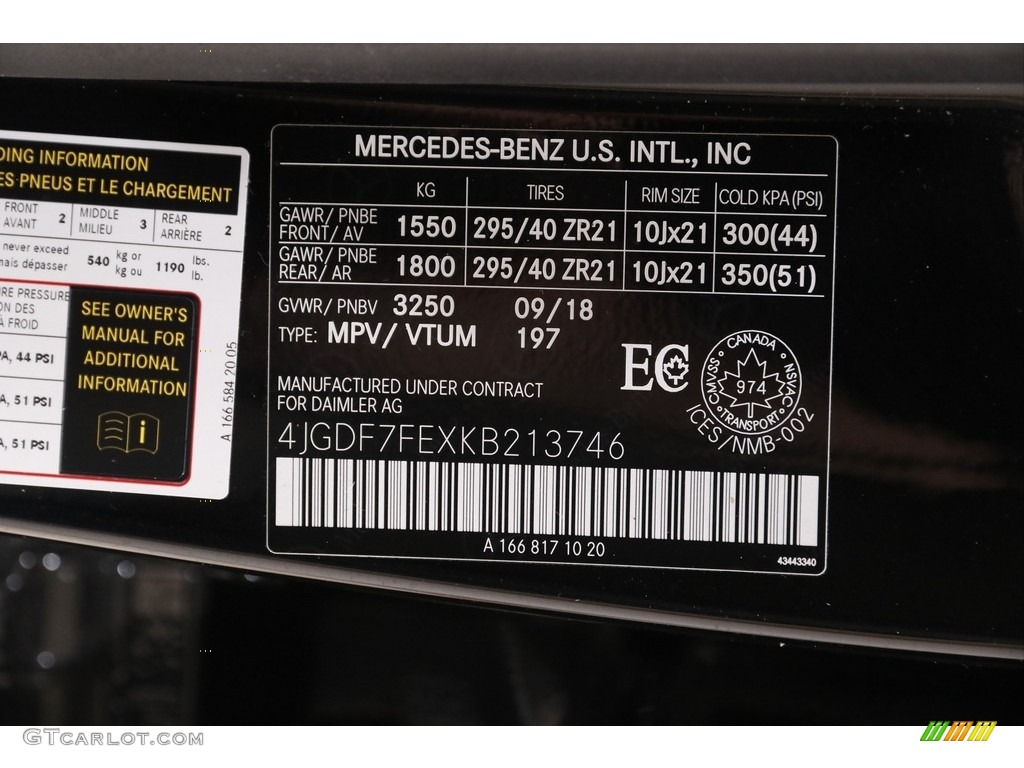 DING INFORMATION
ES PNEUS ET LE CHARGEMENT
FRONT
AVANT 2
MIDDLE
MILIEU 3
REAR
ARRIÈRE 2
never exceed
mais dépasser
540 kg or
kg ou
1190 lbs.
lb.
RE PRESSURE
ON DES
À FROID
A, 44 PSI
A, 51 PSI
A, 51 PSI
SEE OWNER'S
MANUAL FOR
ADDITIONAL
INFORMATION
i
A 166 584 20 05
MERCEDES-BENZ U.S. INTL., INC
KG TIRES RIM SIZE COLD KPA (PSI)
GAWR/ PNBE
FRONT/ AV 1550 295/40 ZR21 10Jx21 300(44)
GAWR/ PNBE
REAR/ AR 1800 295/40 ZR21 10Jx21 350(51)
GVWR/ PNBV 3250 09/18
TYPE: MPV/ VTUM 197
EC
CANADA
CMVSS
974
NSVAC
TRANSPORT
ICES/NMB-002
MANUFACTURED UNDER CONTRACT
FOR DAIMLER AG
4JGDF7FEXKB213746
A 166 817 10 20
43443340
GTcarlot.com